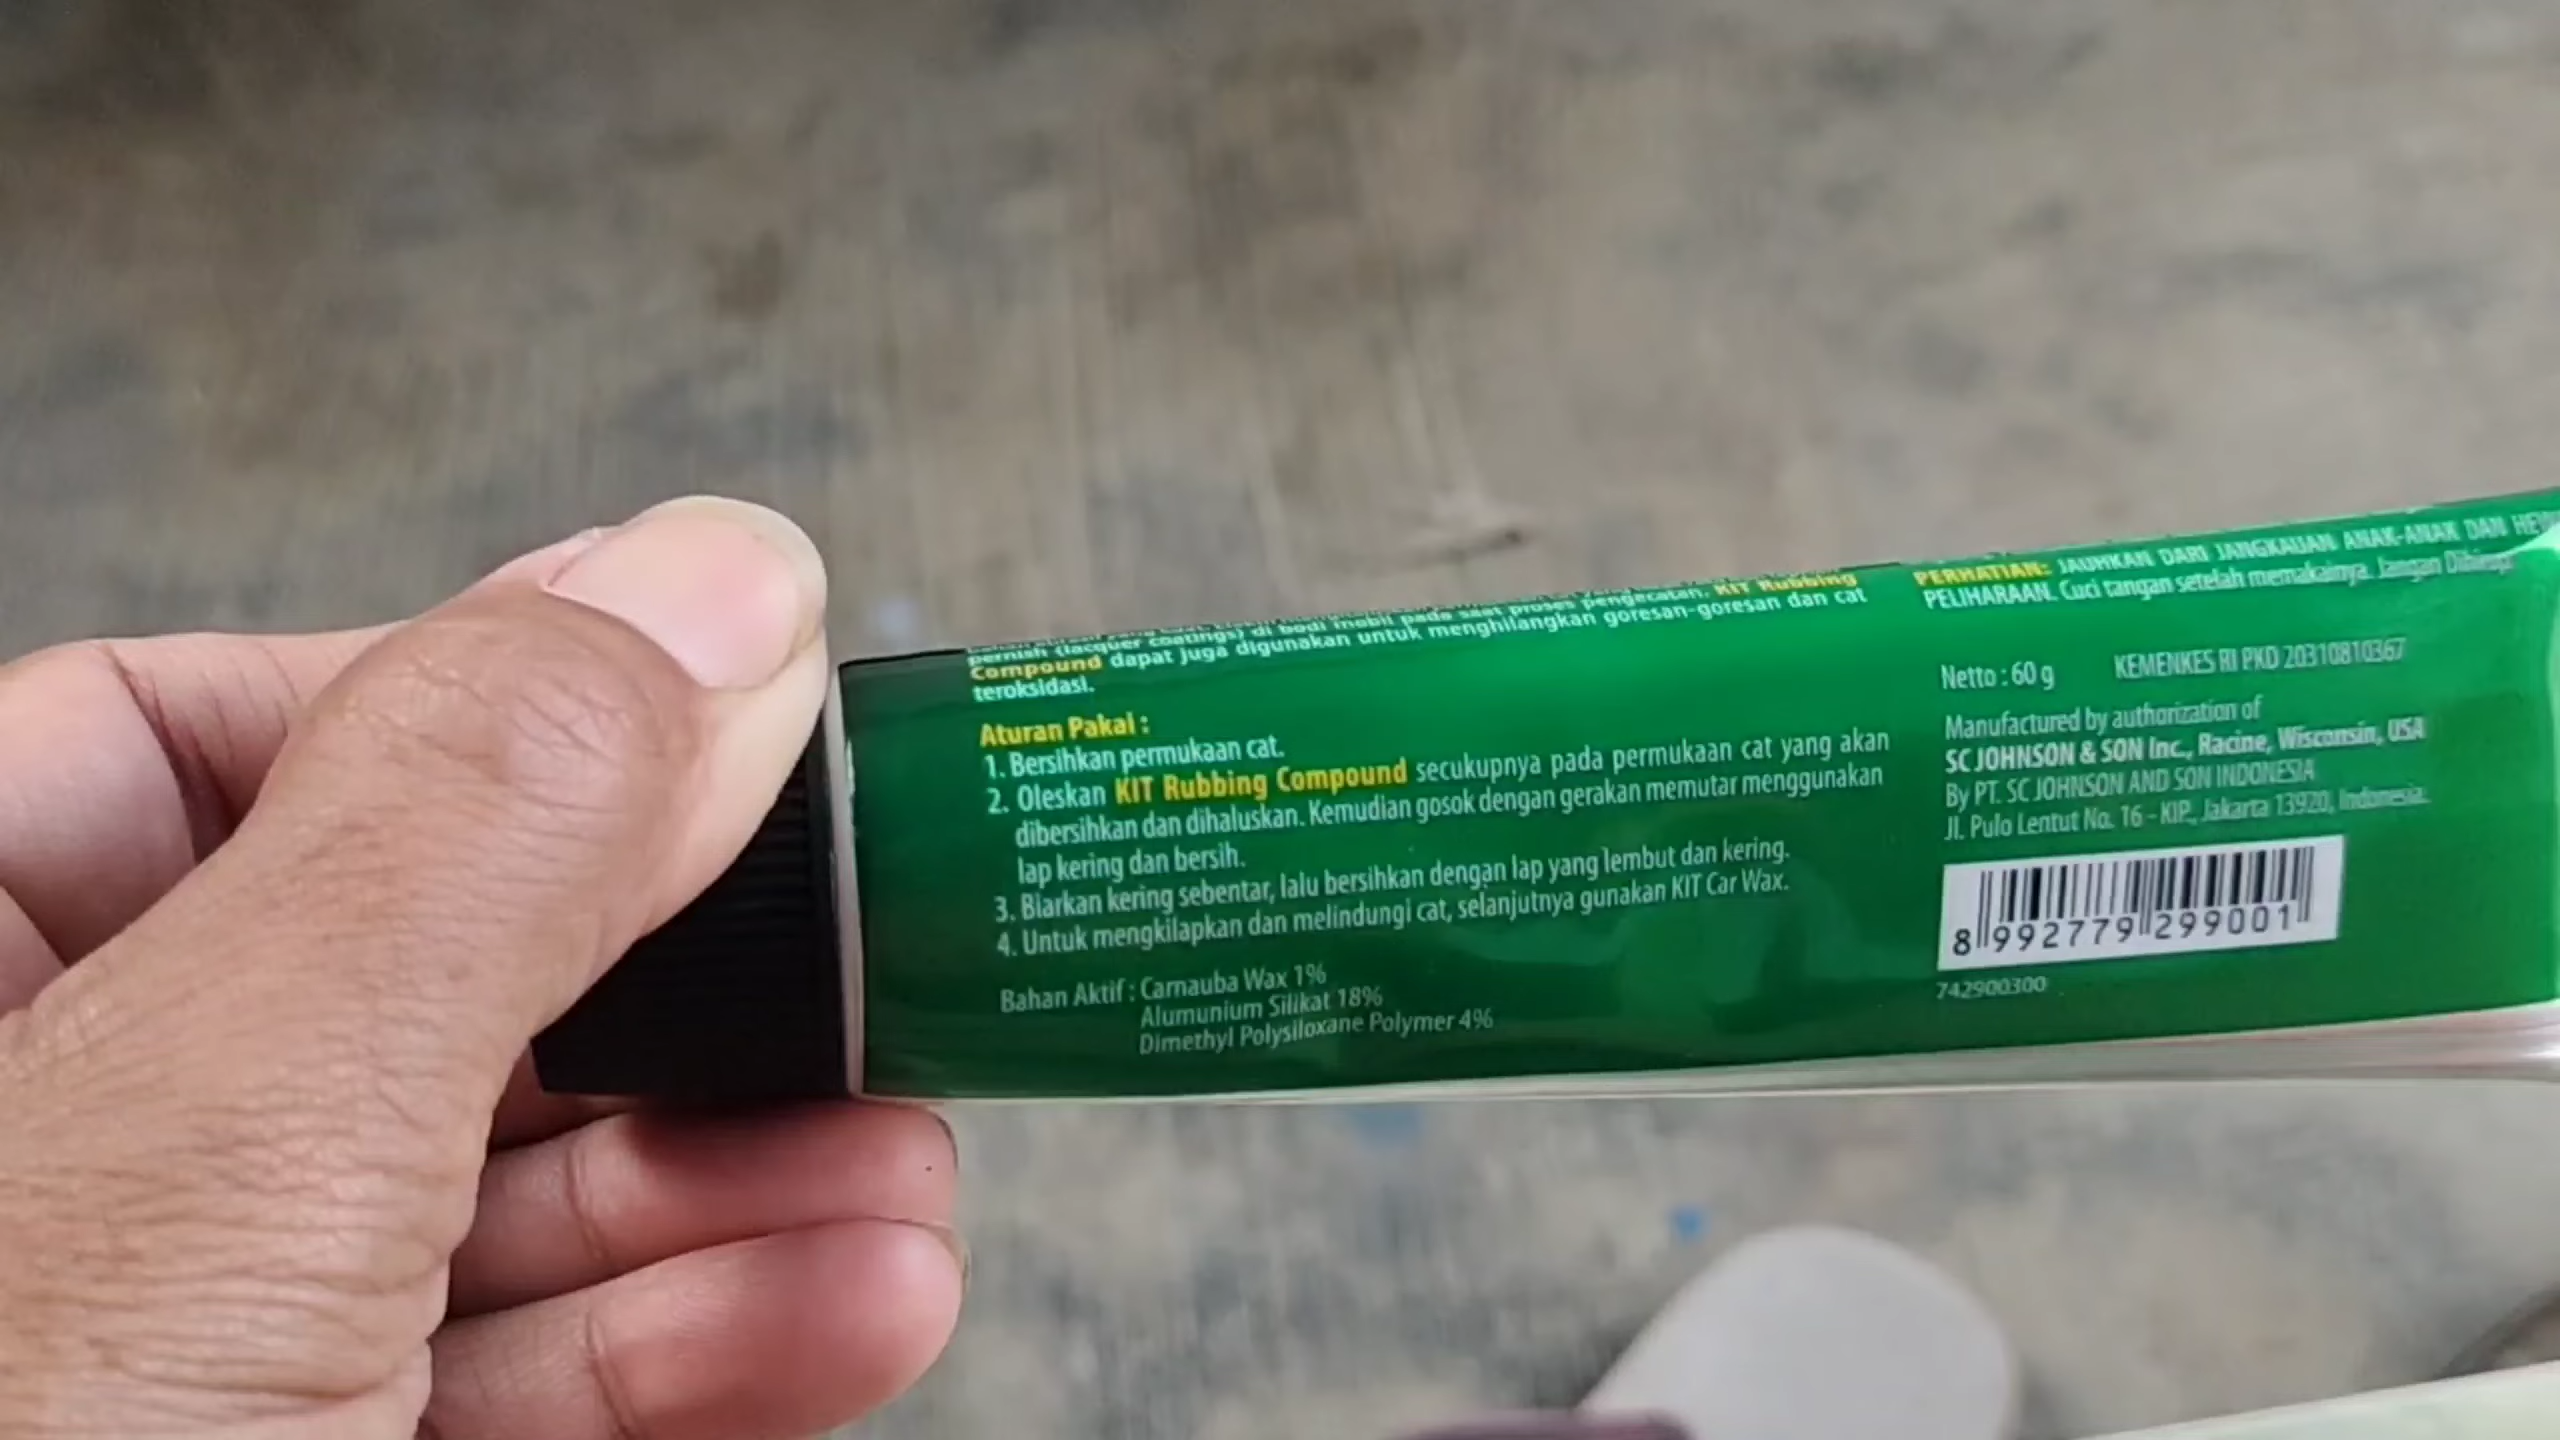 pernish (lacquer coatings) di bodi mobil pada saat proses pengecatan. KIT Rubbing
Compound dapat juga digunakan untuk menghilangkan goresan-goresan dan cat
teroksidasi.
Aturan Pakai :
1. Bersihkan permukaan cat.
2. Oleskan KIT Rubbing Compound secukupnya pada permukaan cat yang akan
dibersihkan dan dihaluskan. Kemudian gosok dengan gerakan memutar menggunakan
lap kering dan bersih.
3. Biarkan kering sebentar, lalu bersihkan dengan lap yang lembut dan kering.
4. Untuk mengkilapkan dan melindungi cat, selanjutnya gunakan KIT Car Wax.
Bahan Aktif : Carnauba Wax 1%
Alumunium Silikat 18%
Dimethyl Polysiloxane Polymer 4%
PERHATIAN: JAUHKAN DARI JANGKAUAN ANAK-ANAK DAN
PELIHARAAN. Cuci tangan setelah memakainya. Jangan
Netto : 60 g KEMENKES RI PKD 20310810367
Manufactured by authorization of
SC JOHNSON & SON Inc., Racine, Wisconsin, USA
By PT. SC JOHNSON AND SON INDONESIA
Jl. Pulo Lentut No. 16 - KIP., Jakarta 13920, Indonesia.
8 992779 299001
742900300